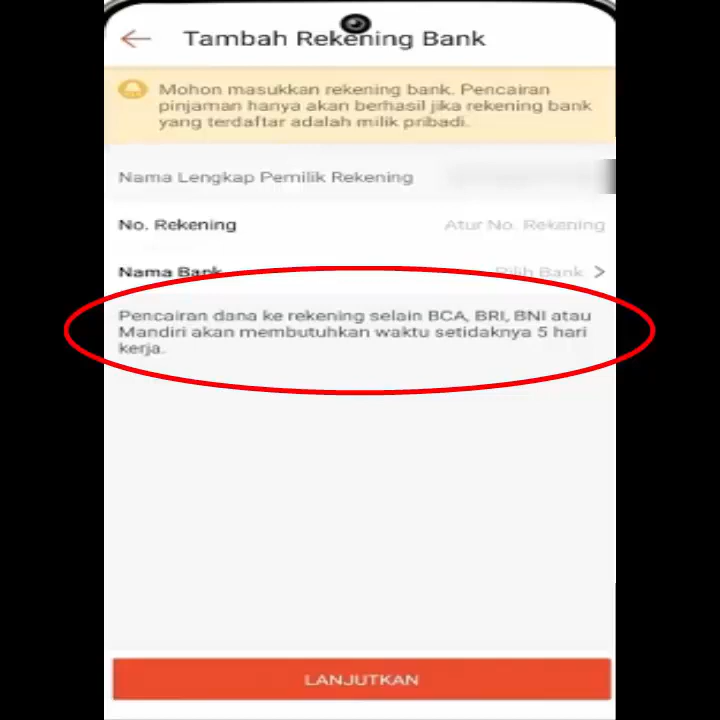 Tambah Rekening Bank
Mohon masukkan rekening bank. Pencairan
pinjaman hanya akan berhasil jika rekening bank
yang terdaftar adalah milik pribadi.
Nama Lengkap Pemilik Rekening
No. Rekening Atur No. Rekening
Nama Bank Pilih Bank
Pencairan dana ke rekening selain BCA, BRI, BNI atau
Mandiri akan membutuhkan waktu setidaknya 5 hari
kerja.
LANJUTKAN